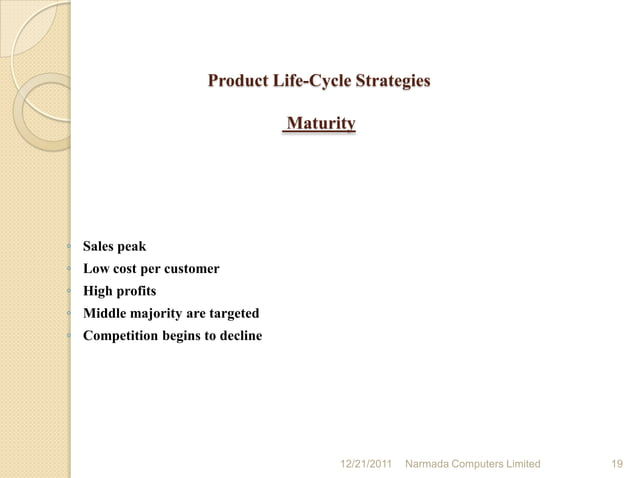 Product Life-Cycle Strategies
Maturity
◦ Sales peak
◦ Low cost per customer
◦ High profits
◦ Middle majority are targeted
◦ Competition begins to decline
12/21/2011 Narmada Computers Limited 19